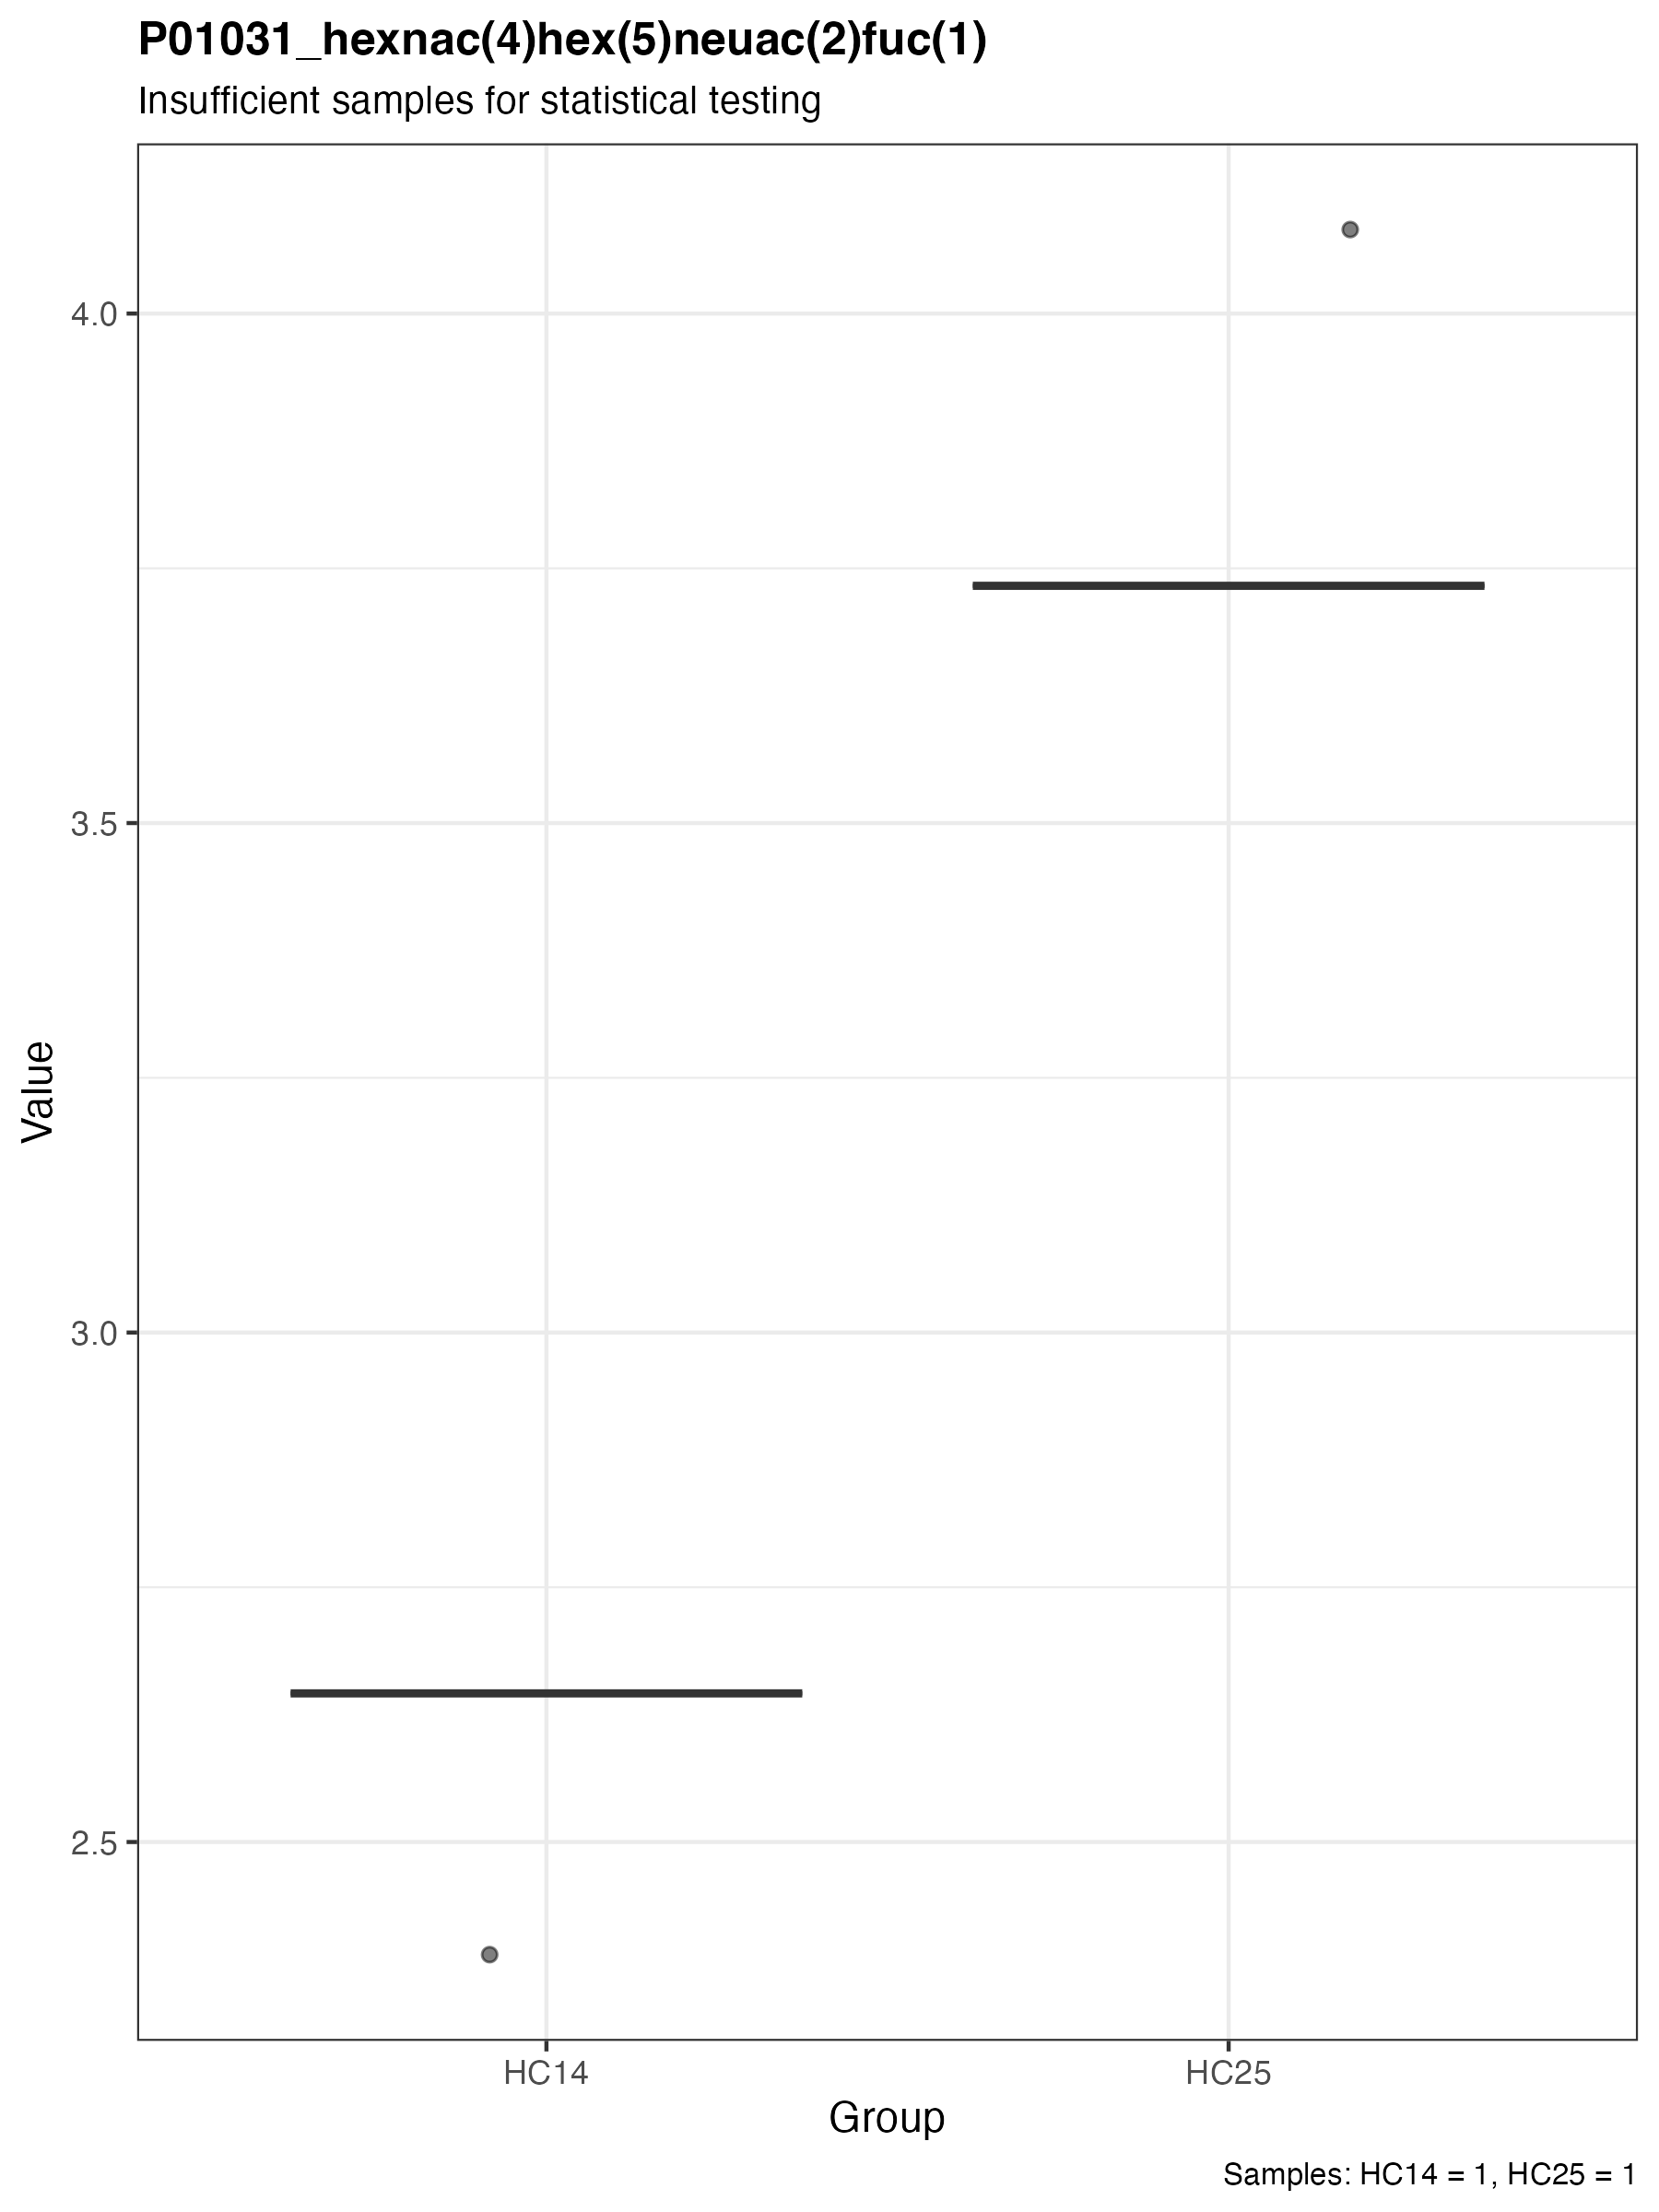 P01031_hexnac(4)hex(5)neuac(2)fuc(1)
Insufficient samples for statistical testing
4.0
3.5
3.0
2.5
Value
HC14 HC25
Group
Samples: HC14 = 1, HC25 = 1